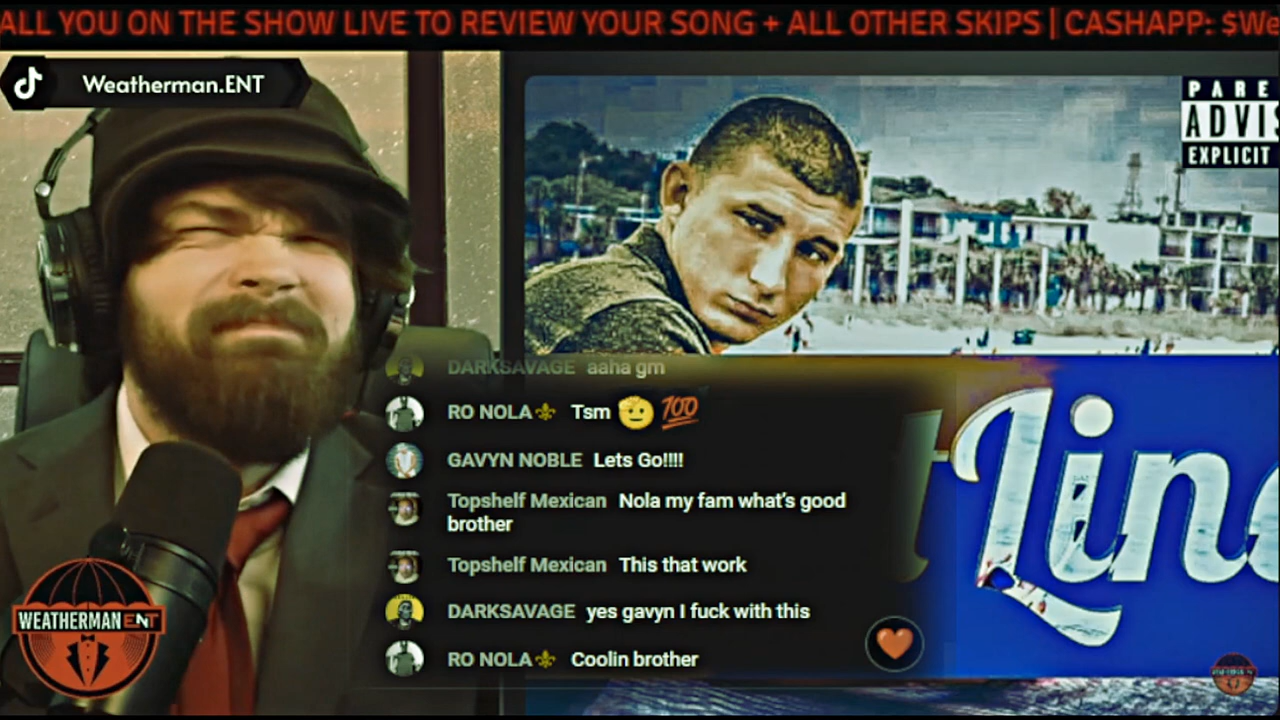 ALL YOU ON THE SHOW LIVE TO REVIEW YOUR SONG + ALL OTHER SKIPS | CASHAPP: $We
Weatherman.ENT
PARE
ADVIS
EXPLICIT
DARKSAVAGE aaha gm
RO NOLA⚜️ Tsm 🫡 💯
GAVYN NOBLE Lets Go!!!!
Topshelf Mexican Nola my fam what's good
brother
Topshelf Mexican This that work
DARKSAVAGE yes gavyn I fuck with this
RO NOLA⚜️ Coolin brother
Lin
WEATHERMAN ENT